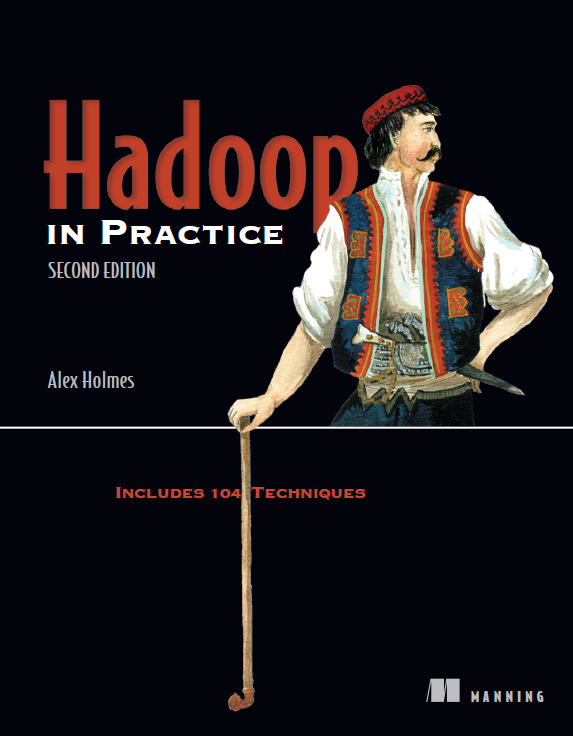 Hadoop
IN PRACTICE
SECOND EDITION
Alex Holmes
INCLUDES 104 TECHNIQUES
MANNING